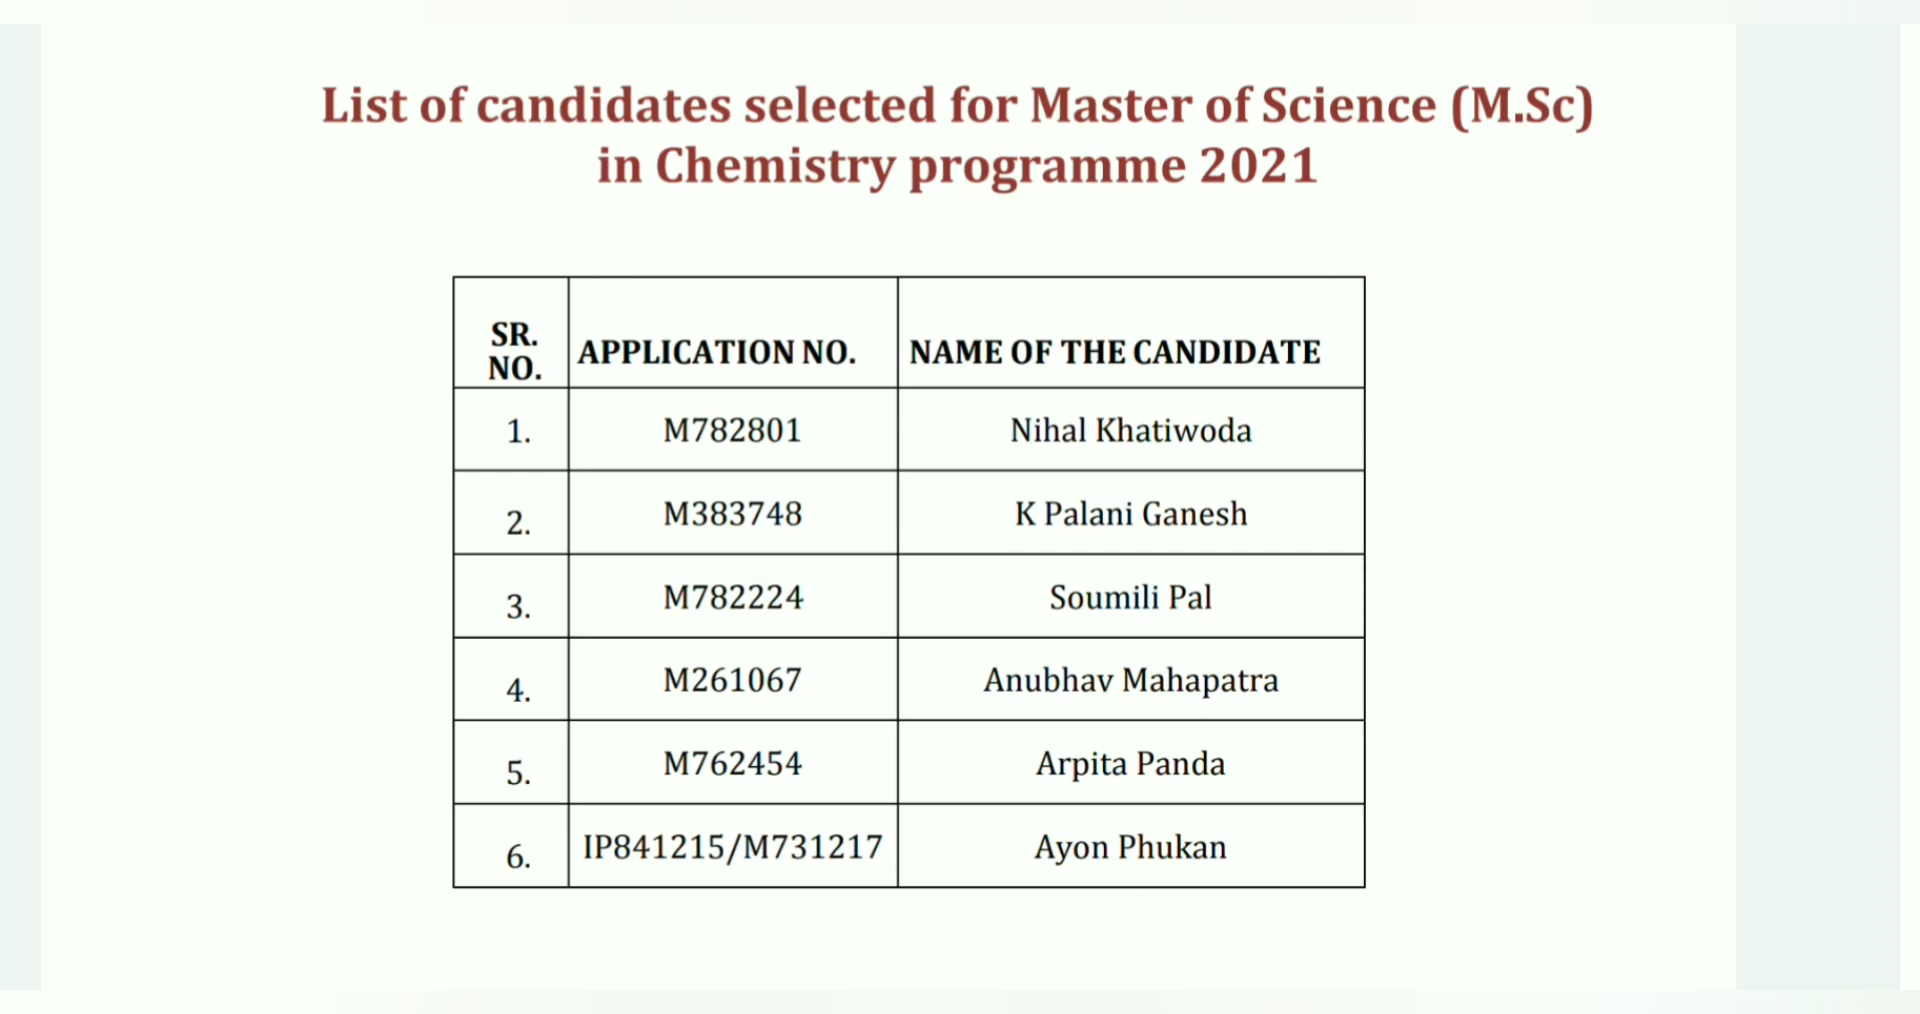 List of candidates selected for Master of Science (M.Sc)
in Chemistry programme 2021
SR. NO. APPLICATION NO. NAME OF THE CANDIDATE
1. M782801 Nihal Khatiwoda
2. M383748 K Palani Ganesh
3. M782224 Soumili Pal
4. M261067 Anubhav Mahapatra
5. M762454 Arpita Panda
6. IP841215/M731217 Ayon Phukan